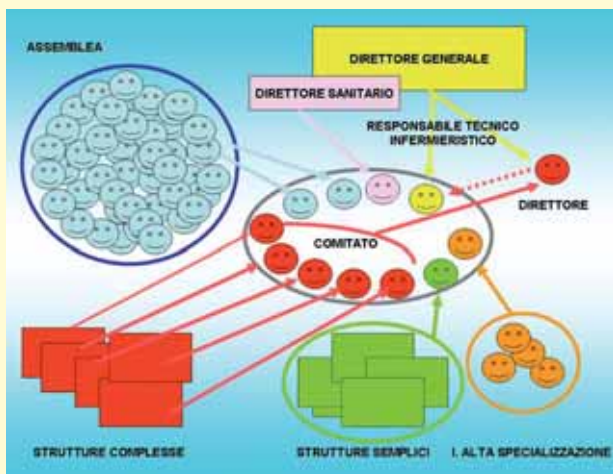 ASSEMBLEA
DIRETTORE GENERALE
DIRETTORE SANITARIO
RESPONSABILE TECNICO
INFERMIERISTICO
DIRETTORE
COMITATO
STRUTTURE COMPLESSE
STRUTTURE SEMPLICI
I. ALTA SPECIALIZZAZIONE